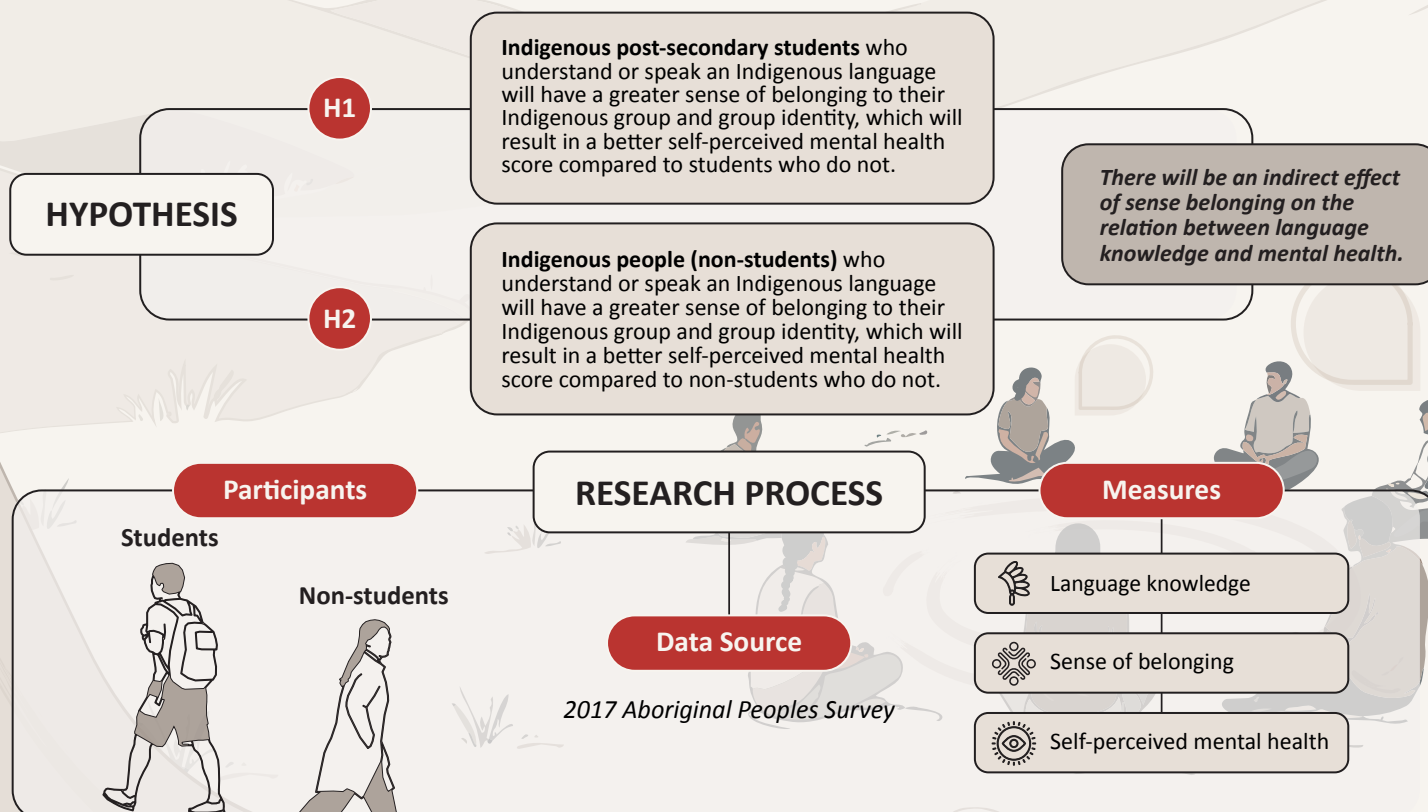 HYPOTHESIS
H1
Indigenous post-secondary students who
understand or speak an Indigenous language
will have a greater sense of belonging to their
Indigenous group and group identity, which will
result in a better self-perceived mental health
score compared to students who do not.
H2
Indigenous people (non-students) who
understand or speak an Indigenous language
will have a greater sense of belonging to their
Indigenous group and group identity, which will
result in a better self-perceived mental health
score compared to non-students who do not.
There will be an indirect effect
of sense belonging on the
relation between language
knowledge and mental health.
RESEARCH PROCESS
Participants
Students
Non-students
Data Source
2017 Aboriginal Peoples Survey
Measures
Language knowledge
Sense of belonging
Self-perceived mental health